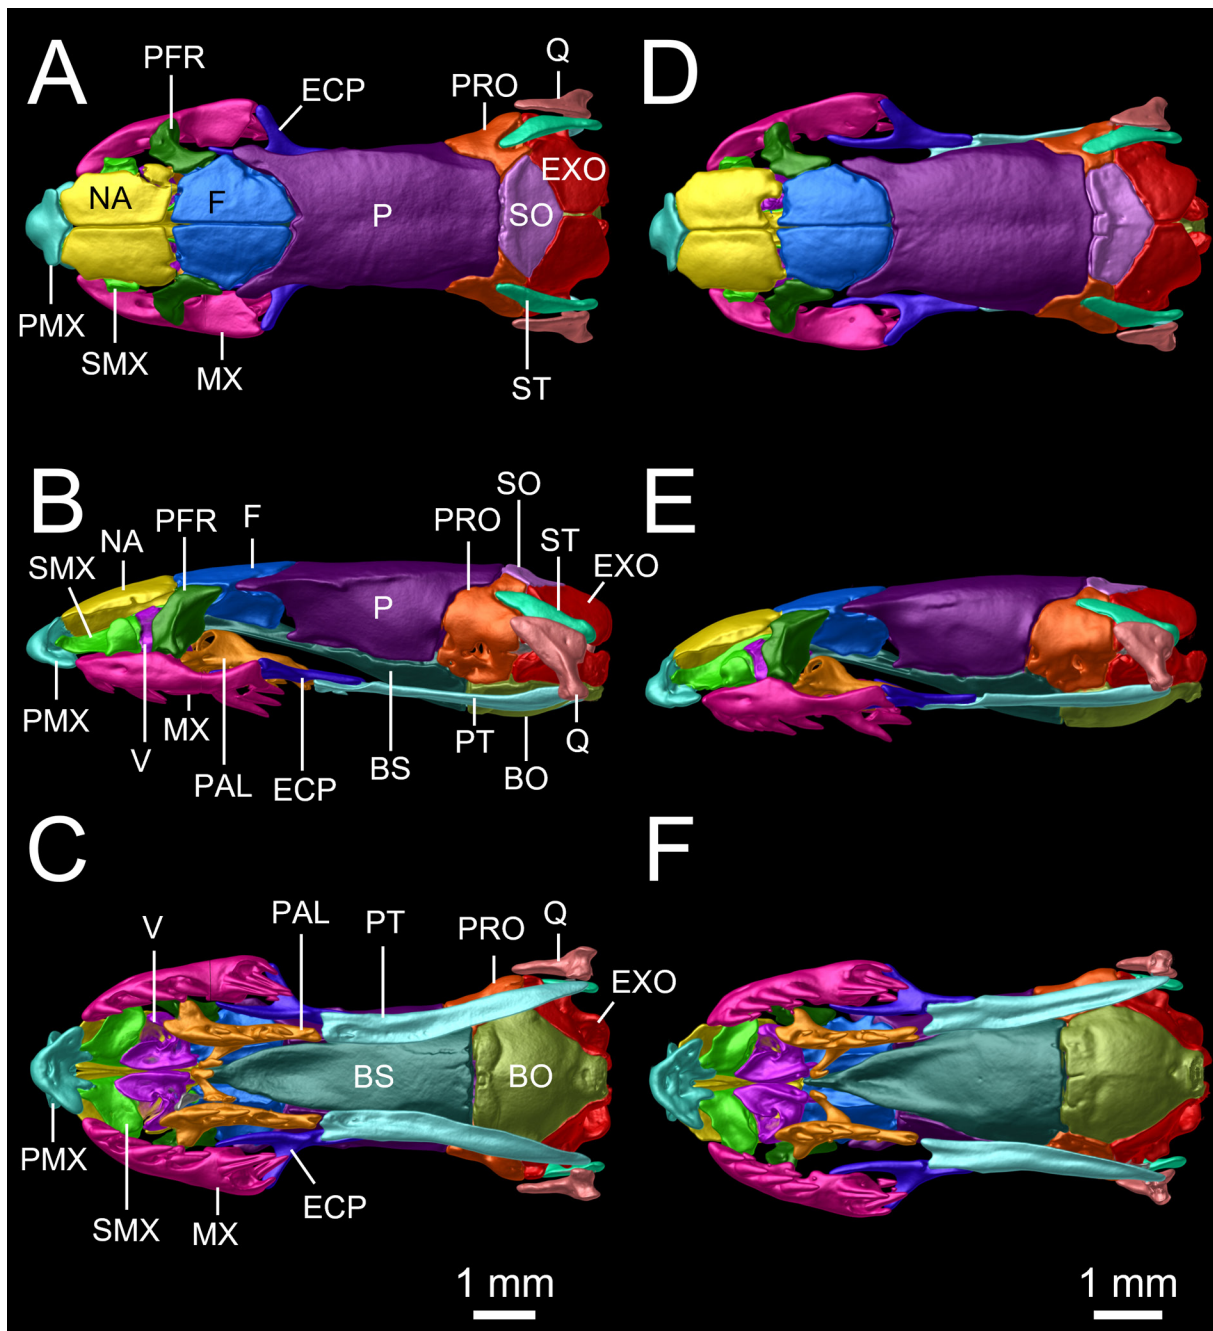 A
PFR
ECP
PRO
Q
D
NA
F
P
SO
EXO
PMX
SMX
MX
ST
B
SMX
NA
PFR
F
PRO
SO
ST
EXO
E
P
PMX
V
MX
PAL
ECP
BS
PT
BO
Q
C
V
PAL
PT
PRO
Q
EXO
F
BS
BO
PMX
SMX
MX
ECP
1 mm
1 mm